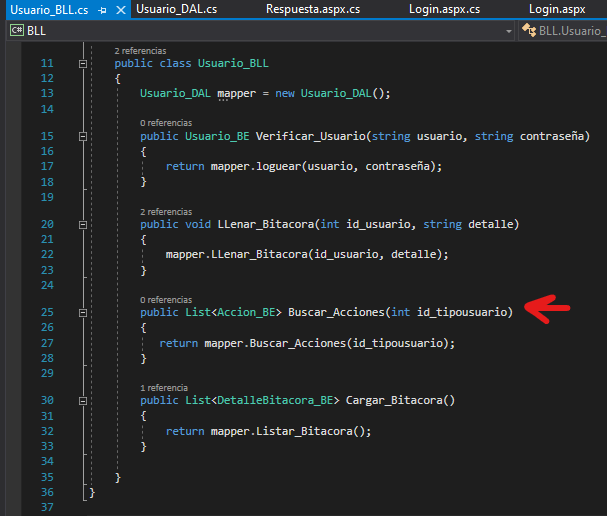 Usuario_BLL.cs
Usuario_DAL.cs
Respuesta.aspx.cs
Login.aspx.cs
Login.aspx
C# BLL
BLL.Usuario_
2 referencias
11 public class Usuario_BLL
12 {
13 Usuario_DAL mapper = new Usuario_DAL();
14
0 referencias
15 public Usuario_BE Verificar_Usuario(string usuario, string contraseña)
16 {
17 return mapper.loguear(usuario, contraseña);
18 }
19
2 referencias
20 public void LLenar_Bitacora(int id_usuario, string detalle)
21 {
22 mapper.LLenar_Bitacora(id_usuario, detalle);
23 }
24
0 referencias
25 public List<Accion_BE> Buscar_Acciones(int id_tipousuario)
26 {
27 return mapper.Buscar_Acciones(id_tipousuario);
28 }
29
1 referencia
30 public List<DetalleBitacora_BE> Cargar_Bitacora()
31 {
32 return mapper.Listar_Bitacora();
33 }
34
35 }
36 }
37